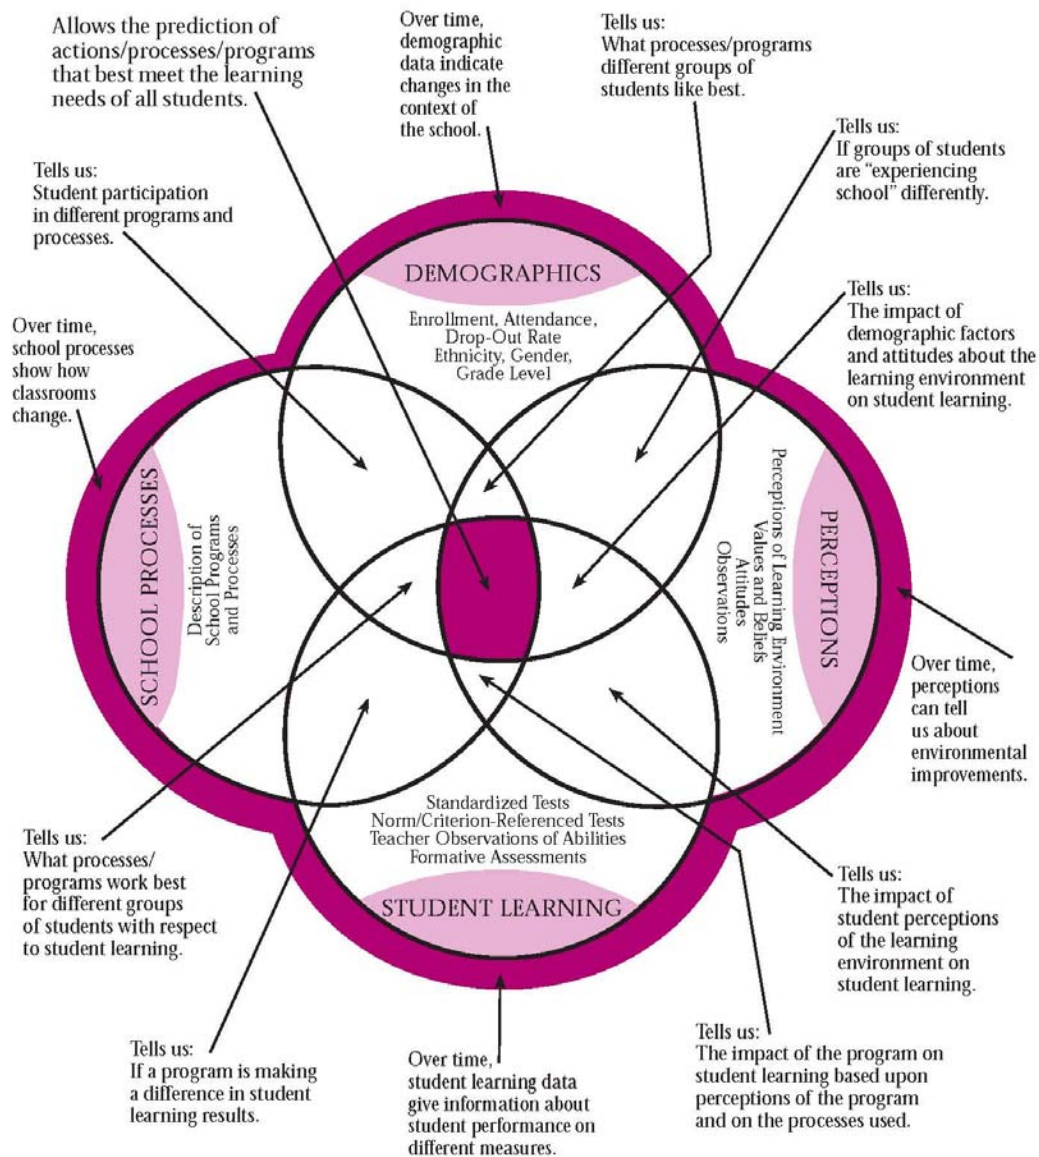 Allows the prediction of
actions/processes/programs
that best meet the learning
needs of all students.
Over time,
demographic
data indicate
changes in the
context of
the school.
Tells us:
What processes/programs
different groups of
students like best.
Tells us:
If groups of students
are “experiencing
school” differently.
Tells us:
Student participation
in different programs and
processes.
DEMOGRAPHICS
Enrollment, Attendance,
Drop-Out Rate
Ethnicity, Gender,
Grade Level
Tells us:
The impact of
demographic factors
and attitudes about the
learning environment
on student learning.
Over time,
school processes
show how
classrooms
change.
SCHOOL PROCESSES
Description of
School Programs
and Processes
PERCEPTIONS
Perceptions of Learning Environment
Values and Beliefs
Attitudes
Observations
Over time,
perceptions
can tell
us about
environmental
improvements.
Standardized Tests
Norm/Criterion-Referenced Tests
Teacher Observations of Abilities
Formative Assessments
STUDENT LEARNING
Tells us:
What processes/
programs work best
for different groups
of students with respect
to student learning.
Tells us:
The impact of
student perceptions
of the learning
environment on
student learning.
Tells us:
If a program is making
a difference in student
learning results.
Over time,
student learning data
give information about
student performance on
different measures.
Tells us:
The impact of the program on
student learning based upon
perceptions of the program
and on the processes used.